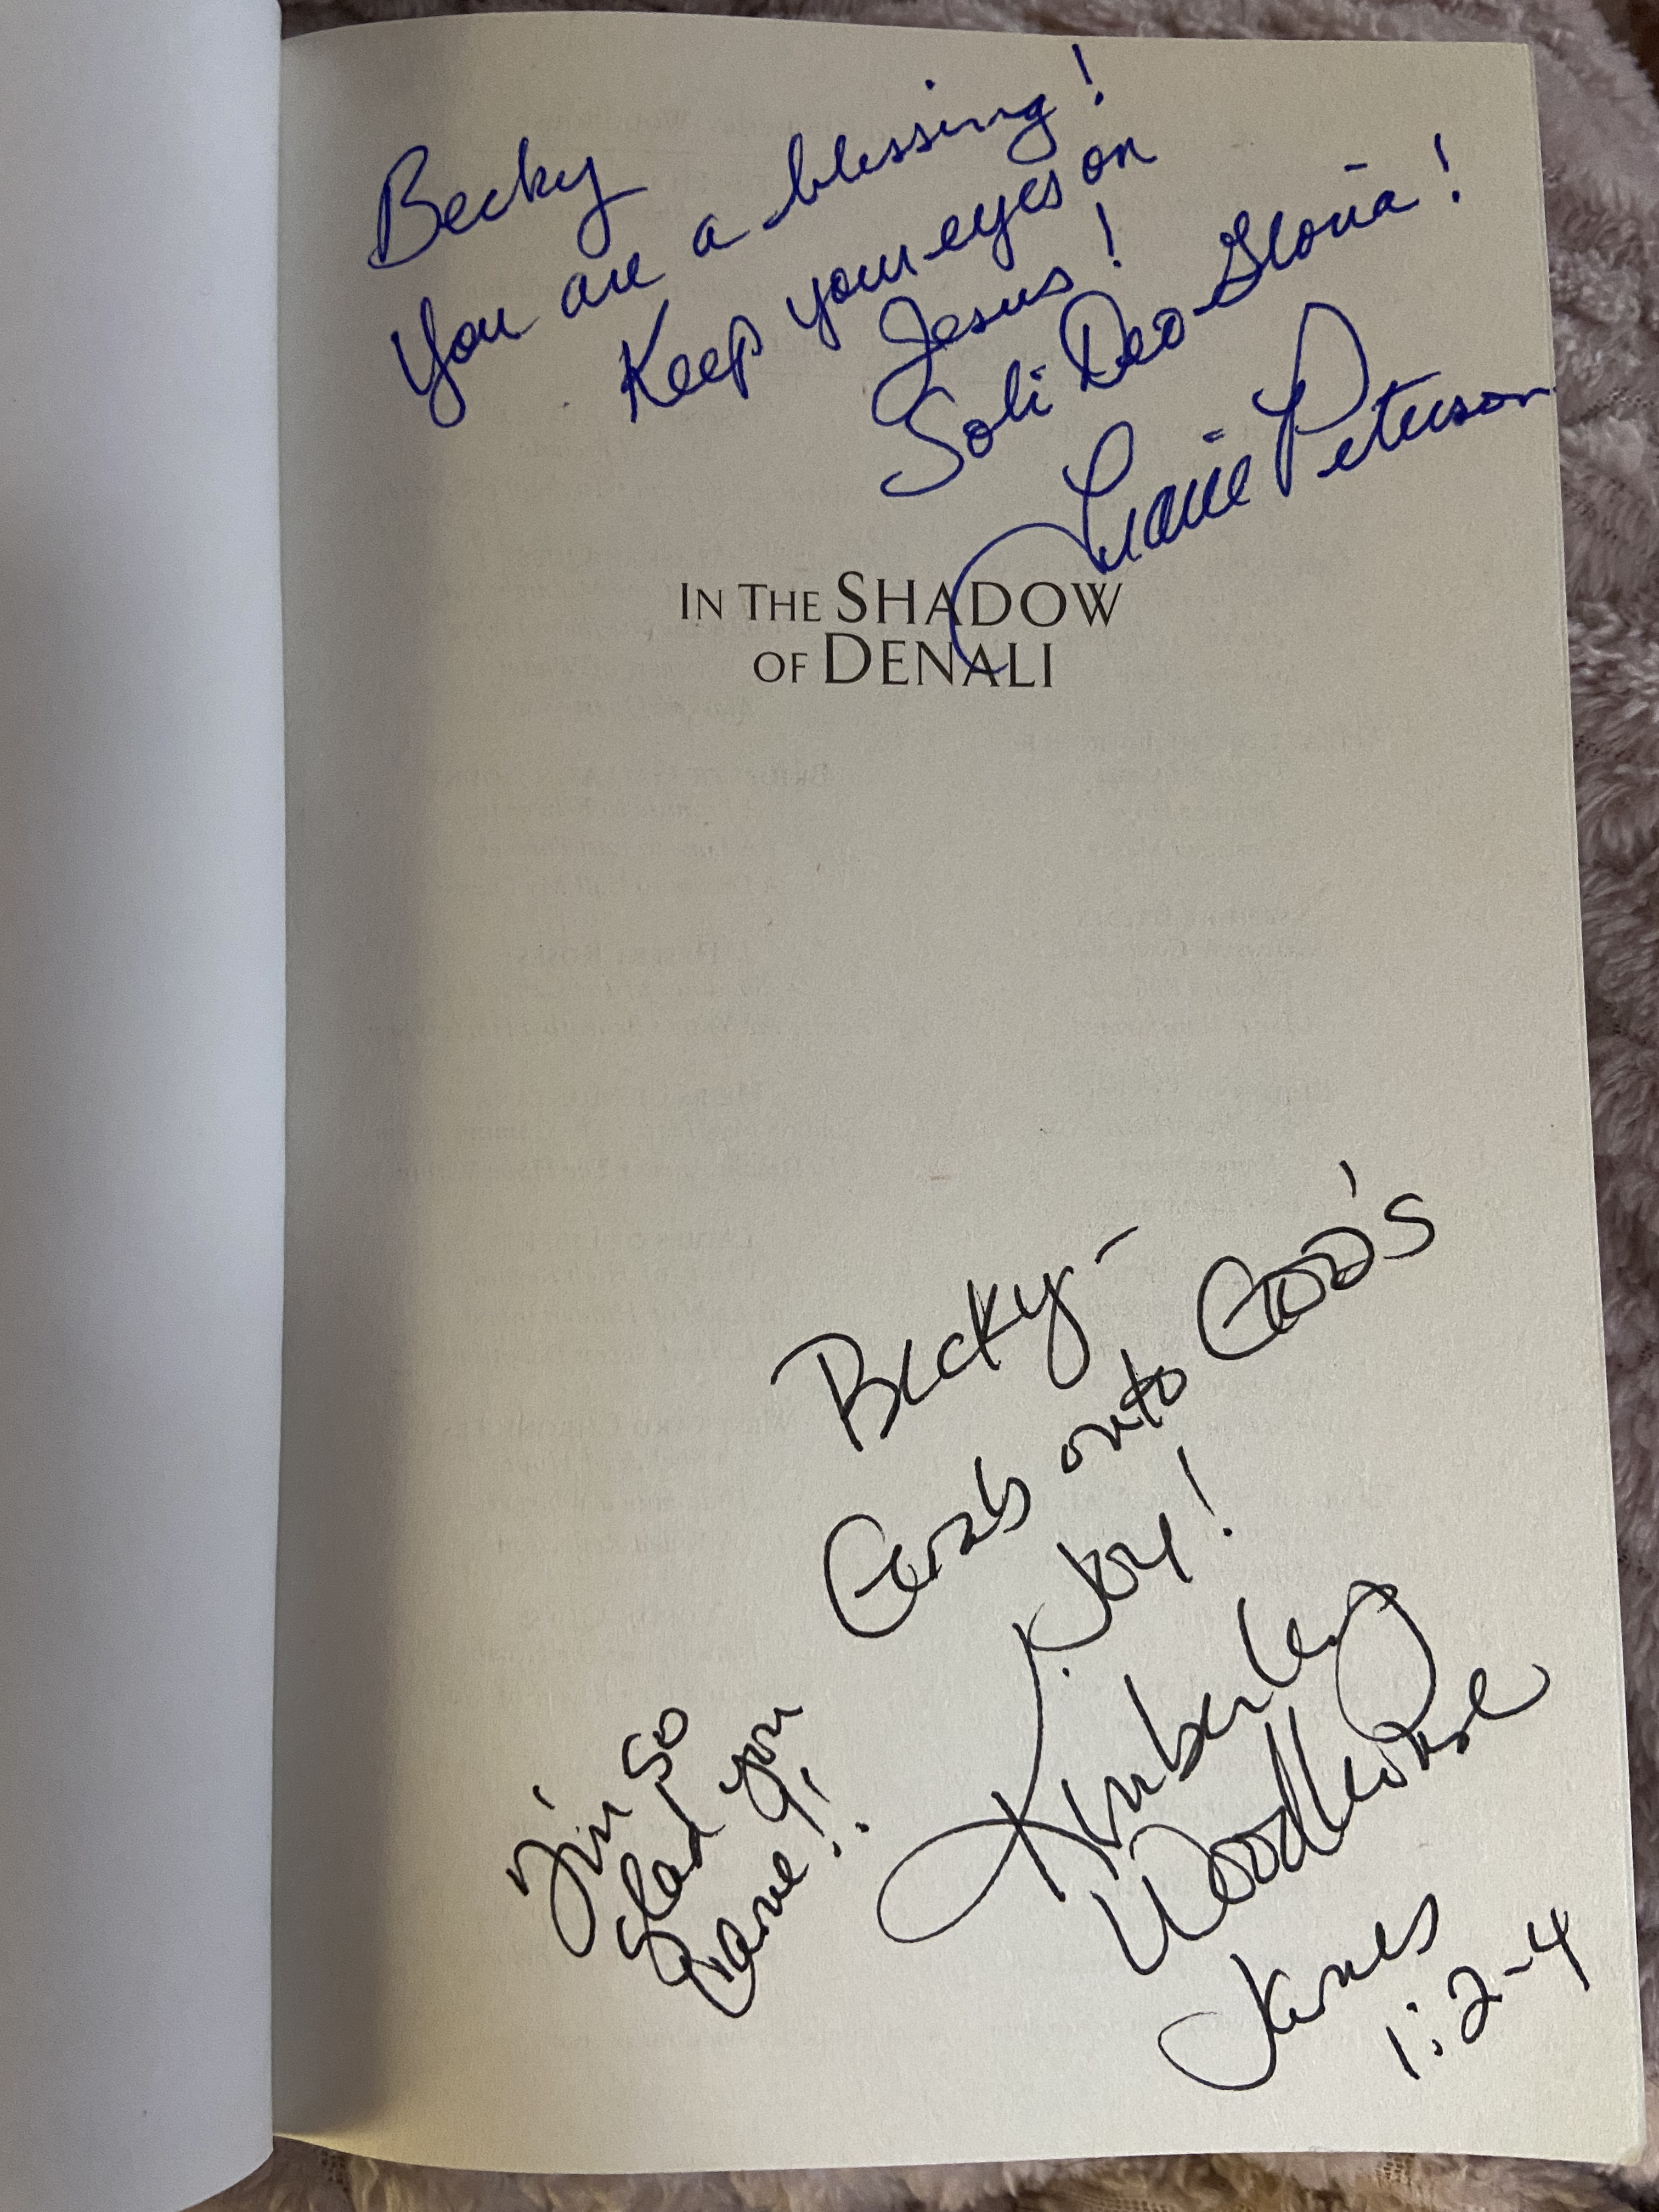 Becky
You are a blessing!
Keep your eyes on
Jesus!
Soli Deo Gloria!
Tracie Peterson
IN THE SHADOW
OF DENALI
Becky-
Grab onto GOD's
Joy!
Kimberley
Woodhouse
James
1:2-4
I'm so
glad you
came!!